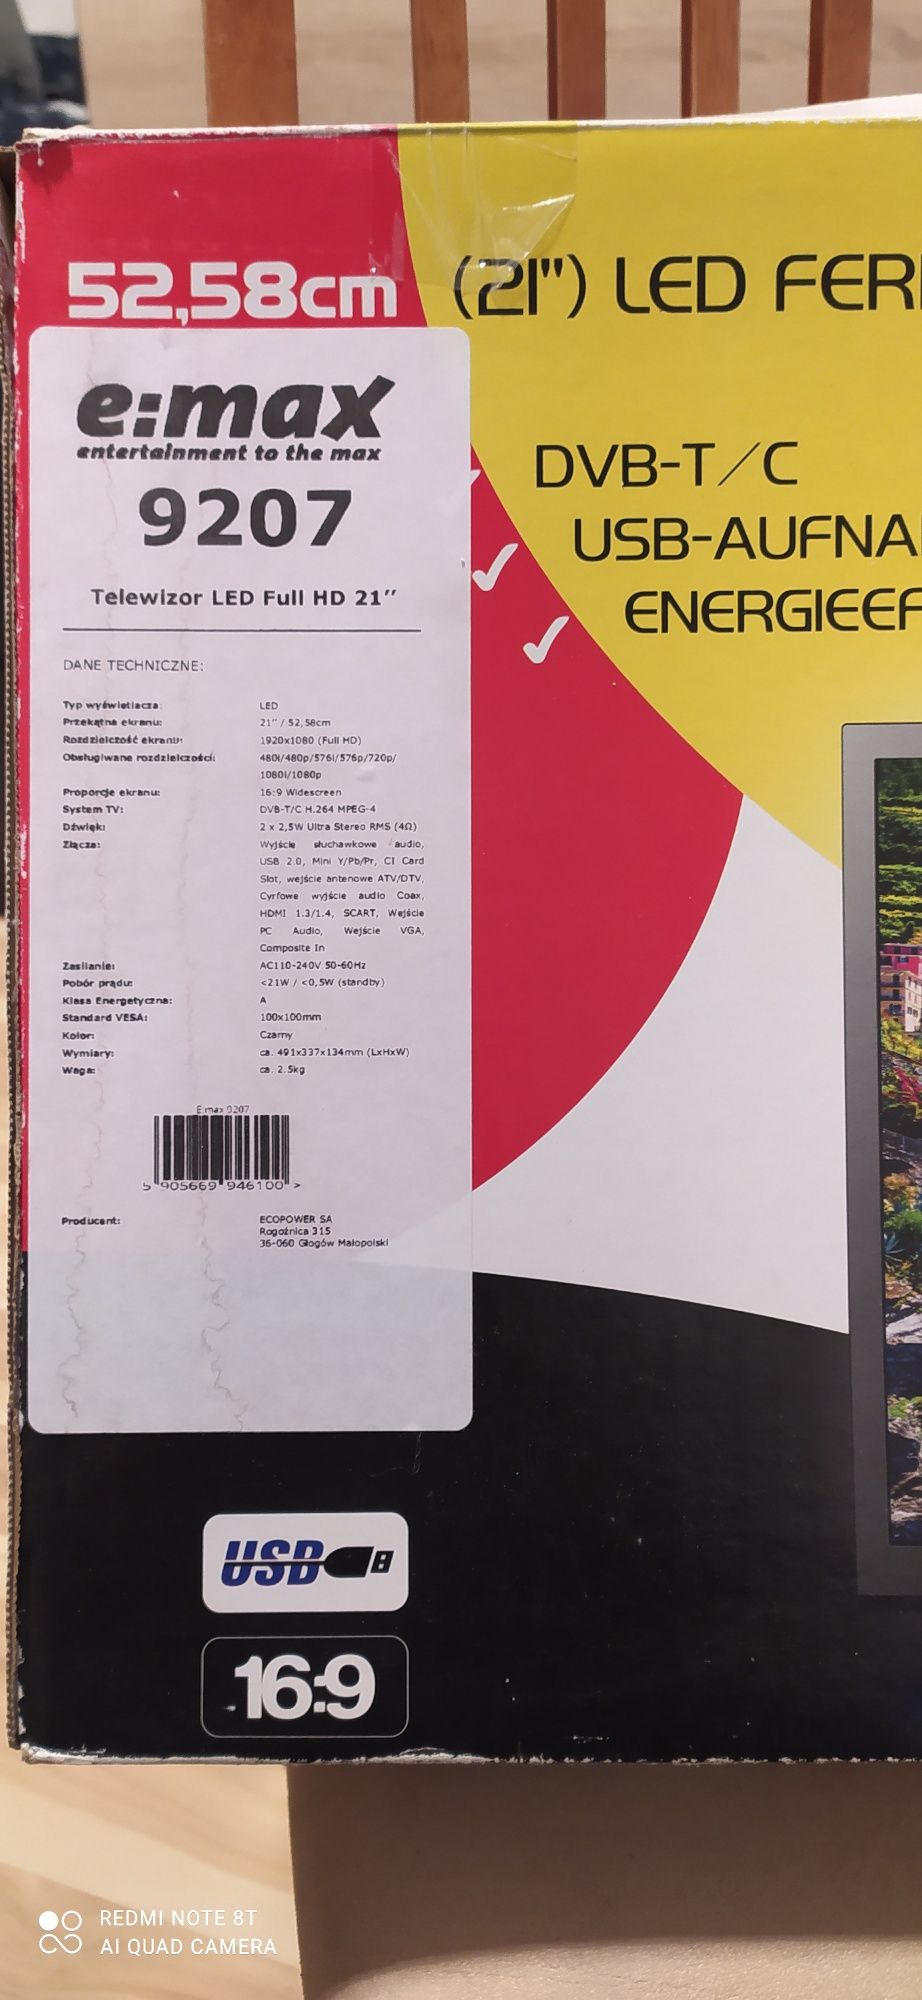 52,58cm (21") LED FER
e:max
entertainment to the max
9207
Telewizor LED Full HD 21"
DVB-T/C
USB-AUFNA
ENERGIEEF
DANE TECHNICZNE:
Typ wyświetlacza: LED
Przekątna ekranu: 21" / 52,58cm
Rozdzielczość ekranu: 1920x1080 (Full HD)
Obsługiwane rozdzielczości: 480i/480p/576i/576p/720p/
1080i/1080p
Proporcje ekranu: 16:9 Widescreen
System TV: DVB-T/C H.264 MPEG-4
Dźwięk: 2 x 2,5W Ultra Stereo RMS (4Ω)
Złącza: Wyjście słuchawkowe audio,
USB 2.0, Mini Y/Pb/Pr, CI Card
Slot, wejście antenowe ATV/DTV,
Cyfrowe wyjście audio Coax,
HDMI 1.3/1.4, SCART, Wejście
PC Audio, Wejście VGA,
Composite In
Zasilanie: AC110-240V 50-60Hz
Pobór prądu: <21W / <0,5W (standby)
Klasa Energetyczna: A
Standard VESA: 100x100mm
Kolor: Czarny
Wymiary: ca. 491x337x134mm (LxHxW)
Waga: ca. 2.5kg
E:max 9207
5 905669 946100 >
Producent: ECOPOWER SA
Rogoźnica 315
36-060 Głogów Małopolski
USB
16:9
REDMI NOTE 8T
AI QUAD CAMERA